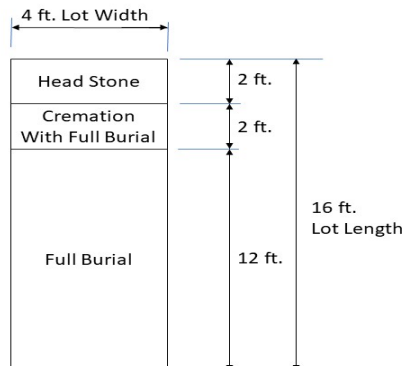 4 ft. Lot Width
Head Stone
2 ft.
Cremation
With Full Burial
2 ft.
16 ft.
Lot Length
Full Burial
12 ft.